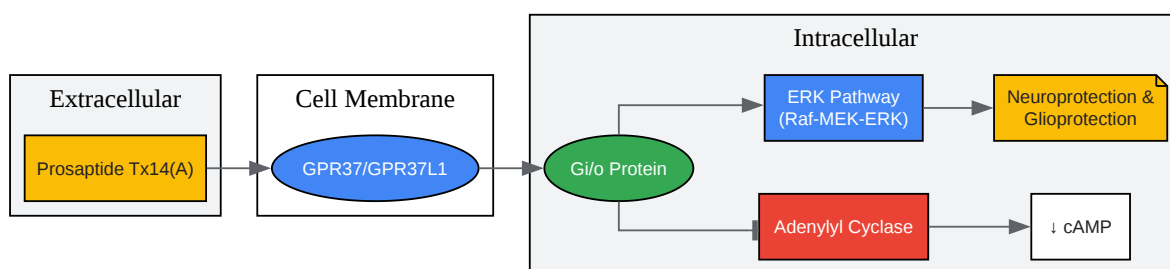 Extracellular
Prosaptide Tx14(A)
Cell Membrane
GPR37/GPR37L1
Intracellular
Gi/o Protein
ERK Pathway
(Raf-MEK-ERK)
Neuroprotection &
Glioprotection
Adenylyl Cyclase
↓ cAMP